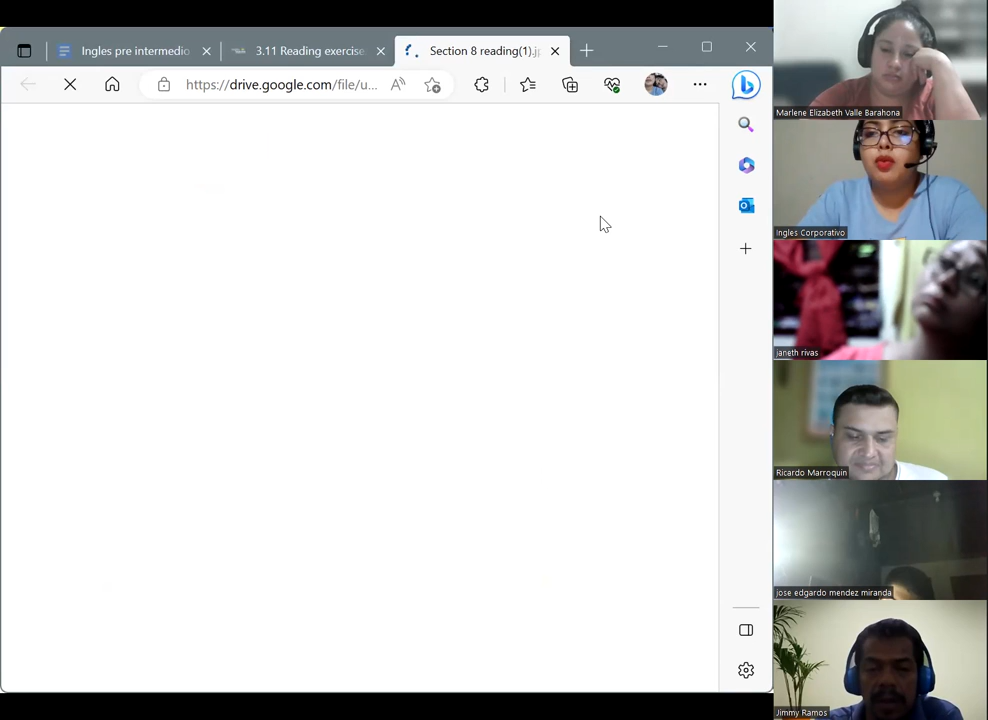 Ingles pre intermedio
3.11 Reading exercise
Section 8 reading(1).j
https://drive.google.com/file/u...
Marlene Elizabeth Valle Barahona
Ingles Corporativo
janeth rivas
Ricardo Marroquin
jose edgardo mendez miranda
Jimmy Ramos